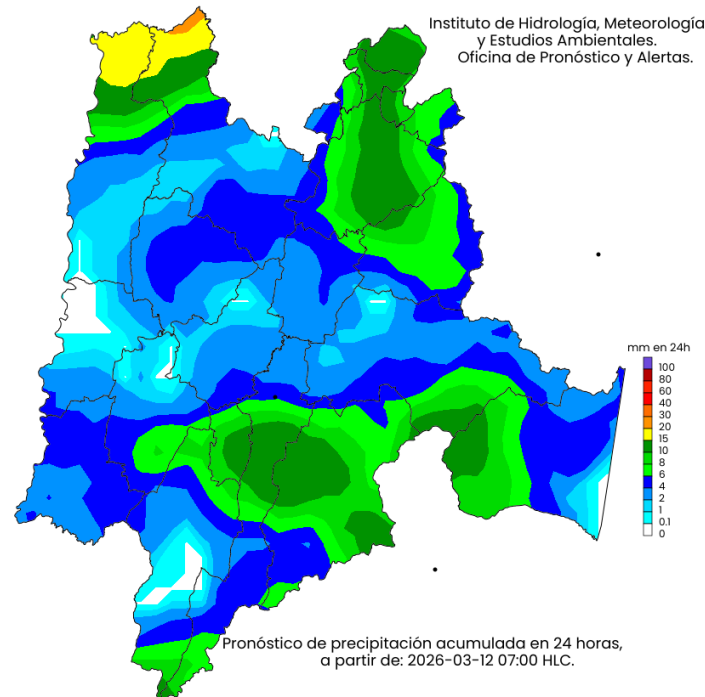 Instituto de Hidrología, Meteorología
y Estudios Ambientales.
Oficina de Pronóstico y Alertas.
mm en 24h
100
80
60
40
30
20
15
10
8
6
4
2
1
0.1
0
Pronóstico de precipitación acumulada en 24 horas,
a partir de: 2026-03-12 07:00 HLC.